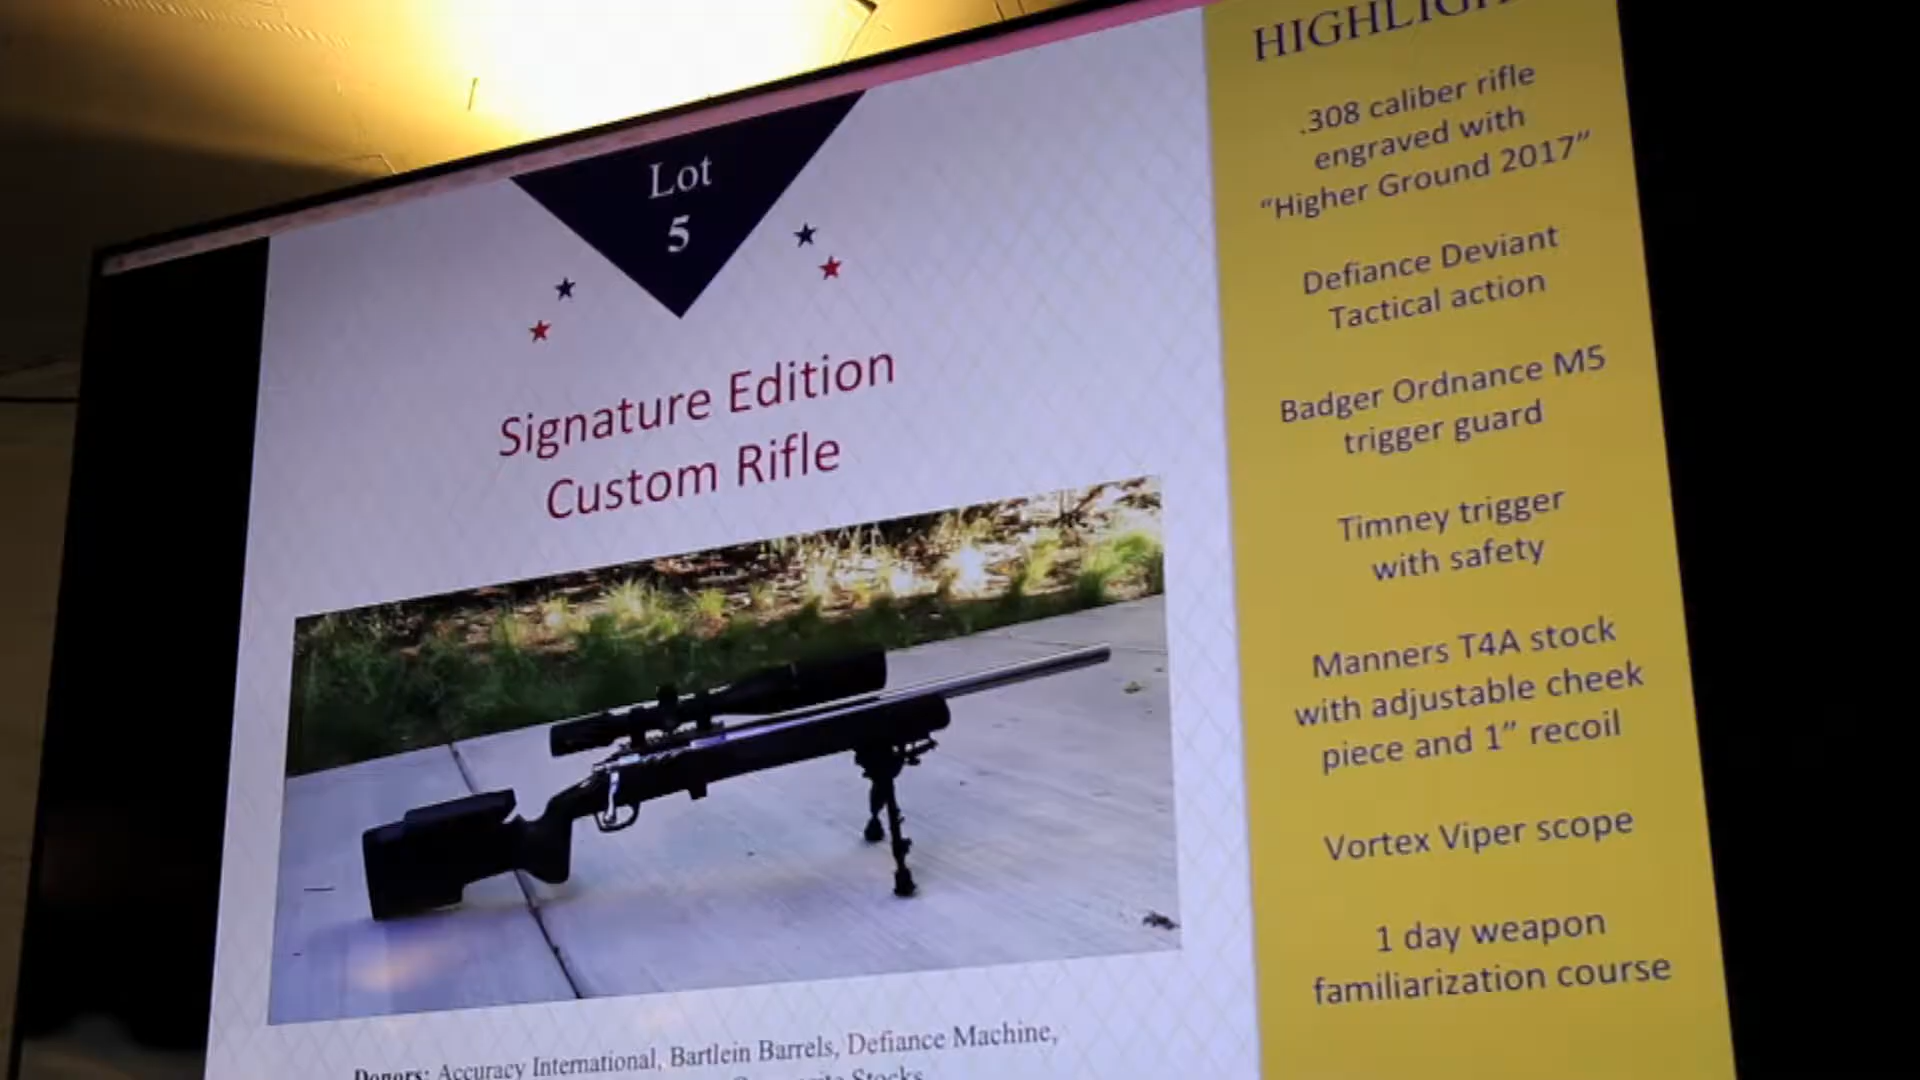 Lot
5
Signature Edition
Custom Rifle
Donors: Accuracy International, Bartlein Barrels, Defiance Machine,
Stocks
.308 caliber rifle
engraved with
“Higher Ground 2017”
Defiance Deviant
Tactical action
Badger Ordnance M5
trigger guard
Timney trigger
with safety
Manners T4A stock
with adjustable cheek
piece and 1” recoil
Vortex Viper scope
1 day weapon
familiarization course